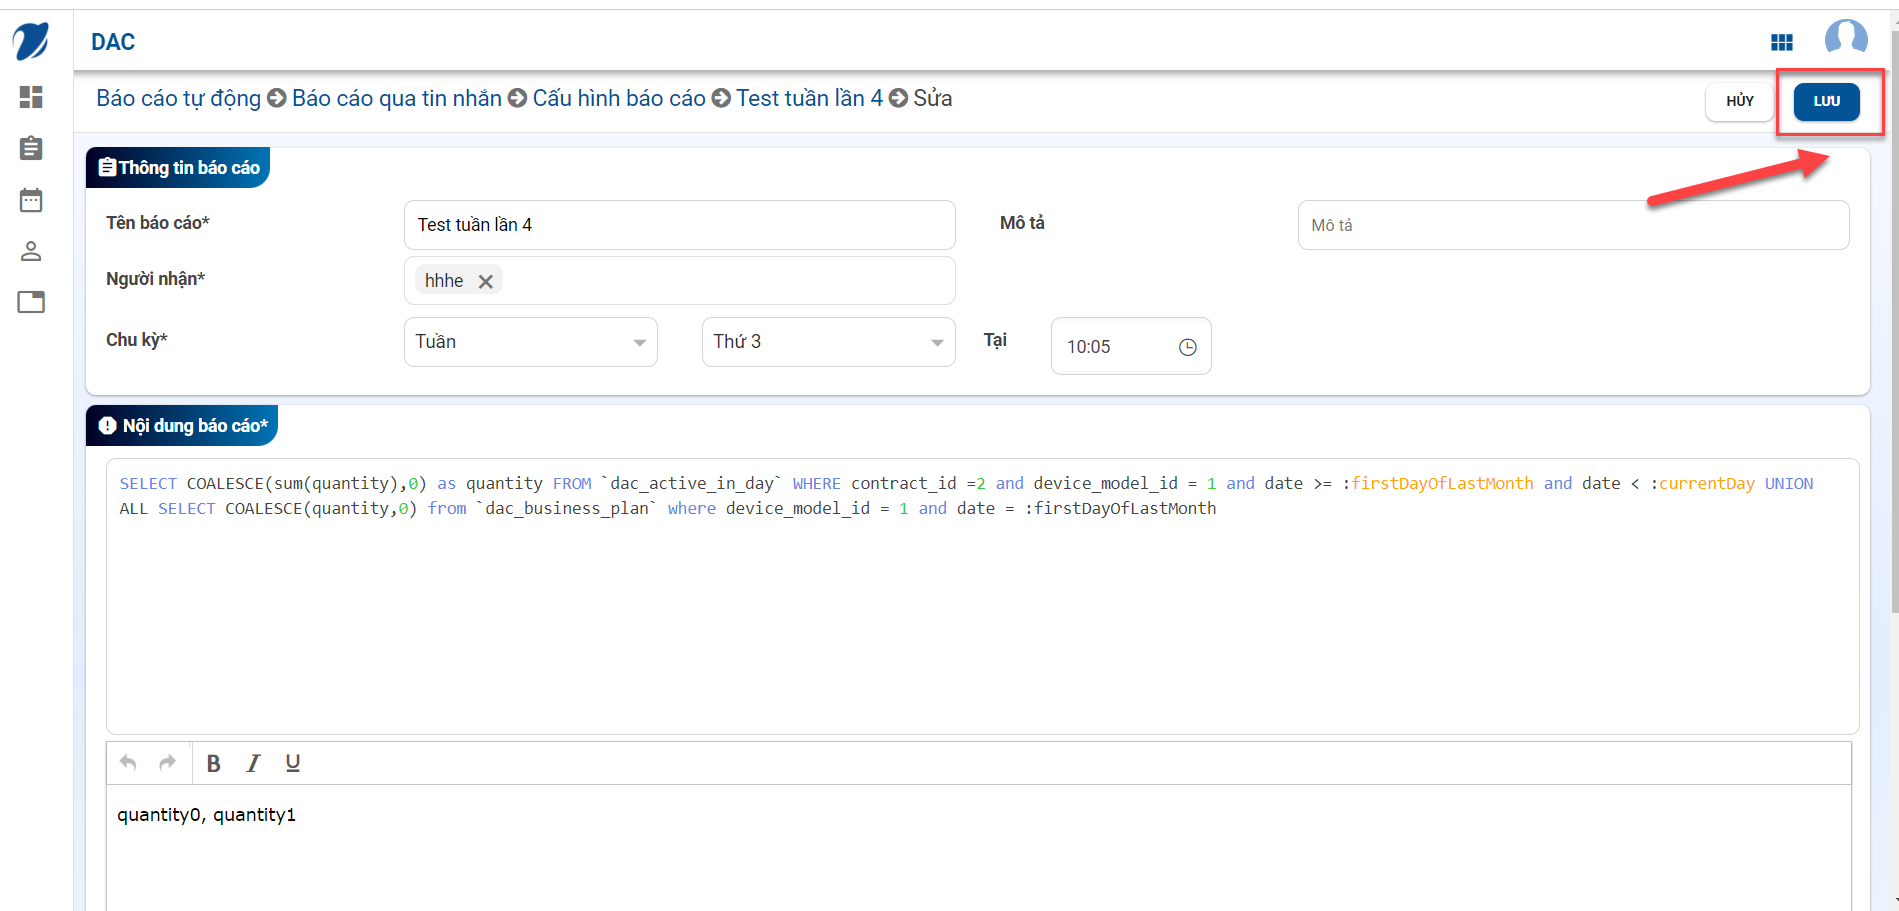 DAC
Báo cáo tự động Báo cáo qua tin nhắn Cấu hình báo cáo Test tuần lần 4 Sửa
HỦY
LƯU
Thông tin báo cáo
Tên báo cáo*
Test tuần lần 4
Mô tả
Mô tả
Người nhận*
hhhe
Chu kỳ*
Tuần
Thứ 3
Tại
10:05
Nội dung báo cáo*
SELECT COALESCE(sum(quantity),0) as quantity FROM `dac_active_in_day` WHERE contract_id =2 and device_model_id = 1 and date >= :firstDayOfLastMonth and date < :currentDay UNION
ALL SELECT COALESCE(quantity,0) from `dac_business_plan` where device_model_id = 1 and date = :firstDayOfLastMonth
B I U
quantity0, quantity1